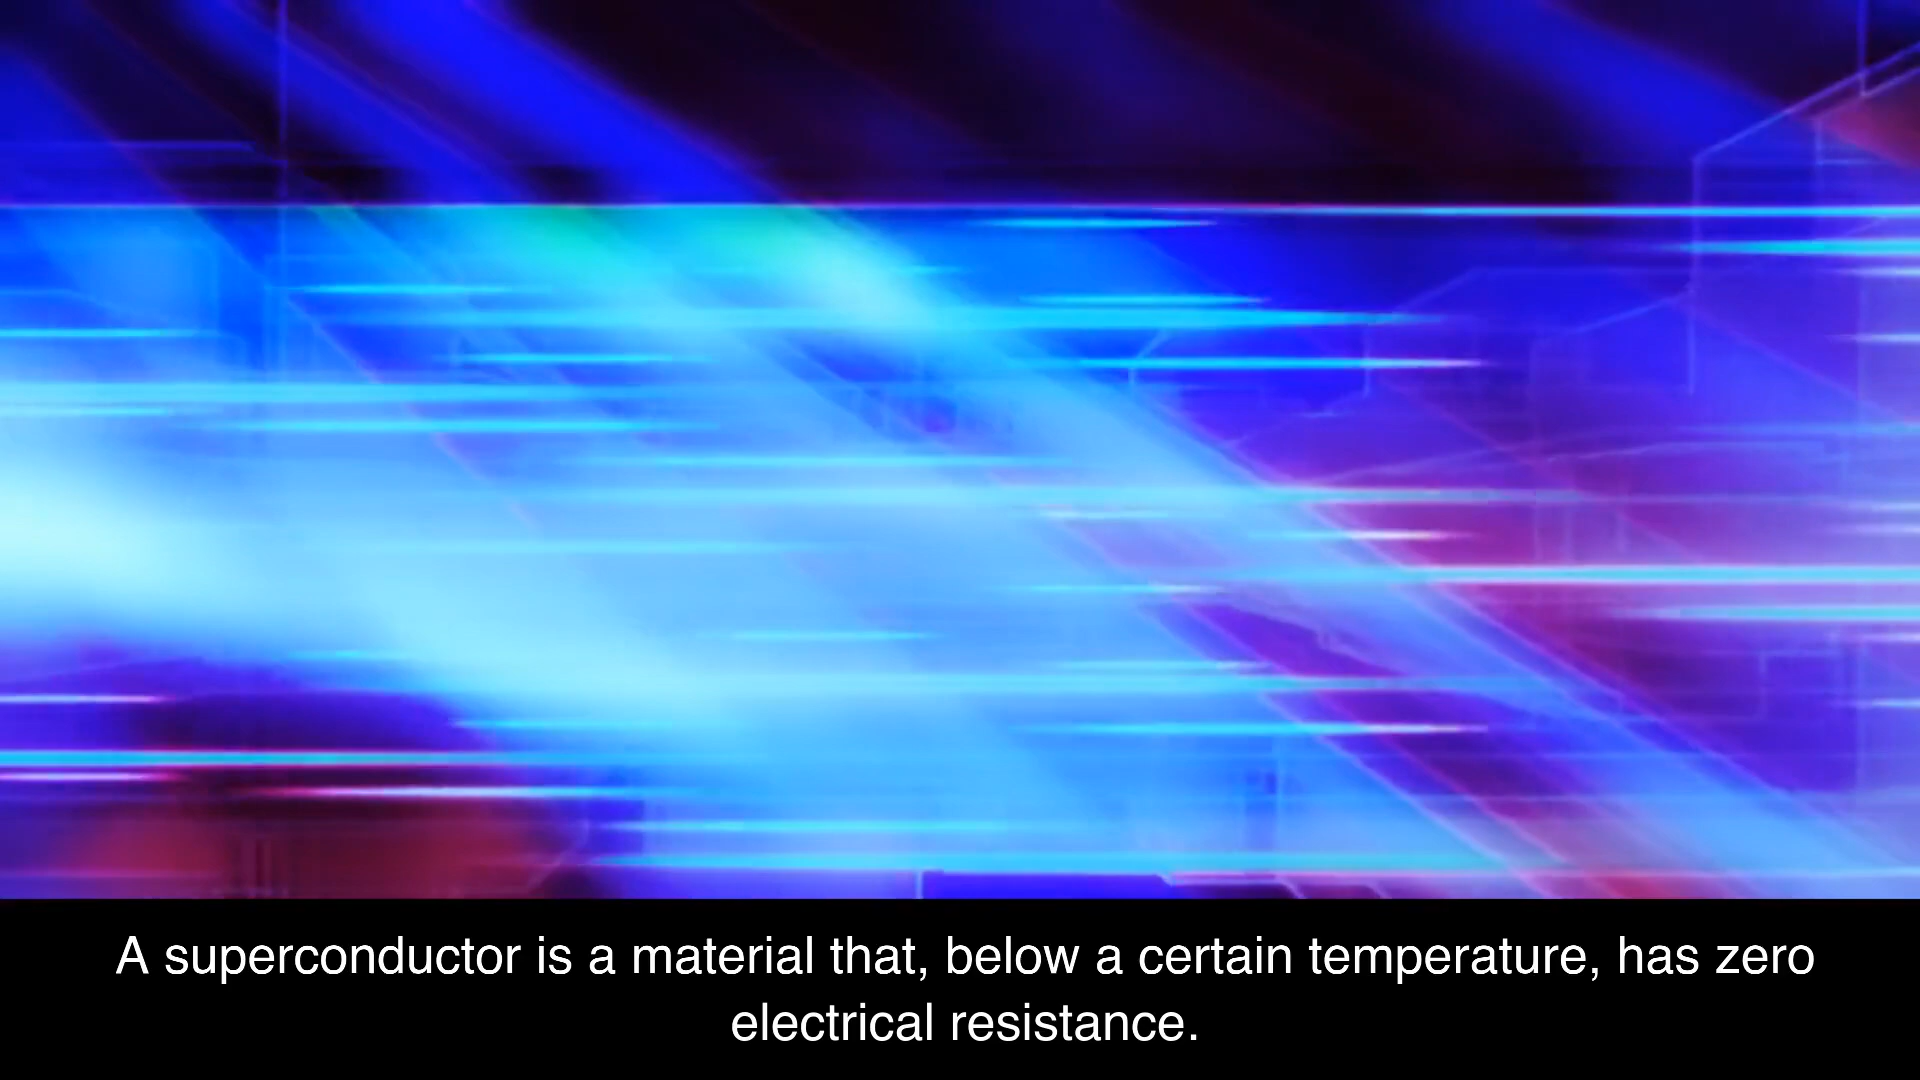 A superconductor is a material that, below a certain temperature, has zero
electrical resistance.